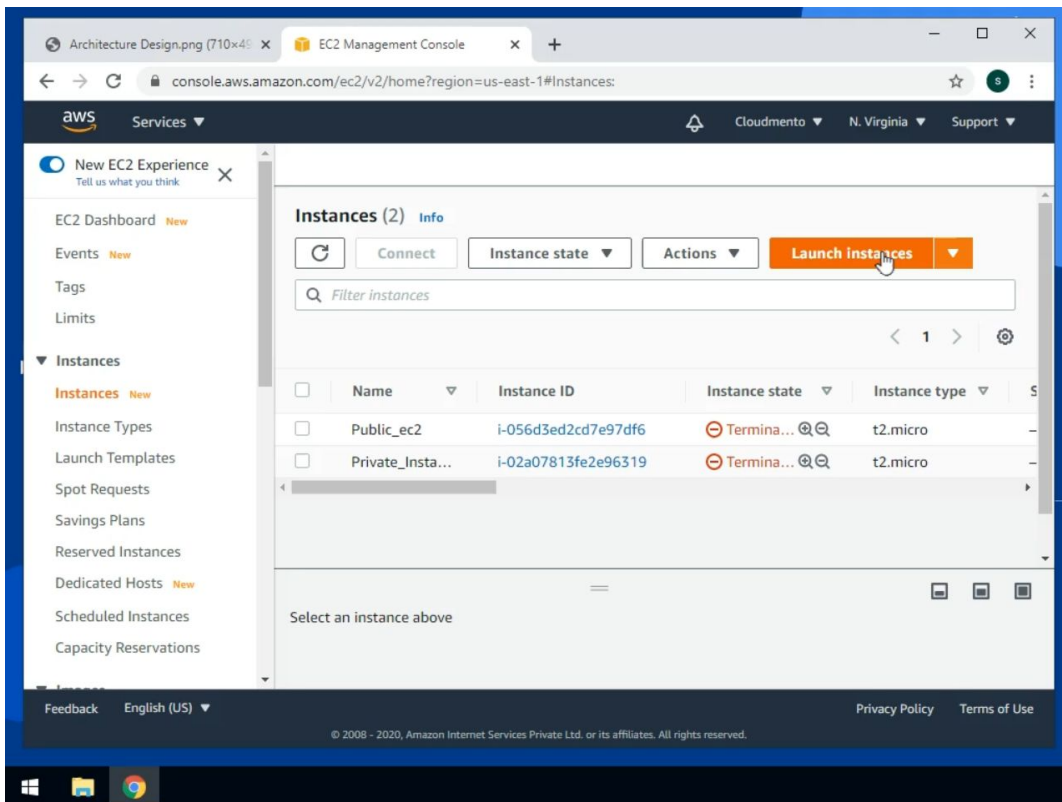 Architecture Design.png (710×49
EC2 Management Console
console.aws.amazon.com/ec2/v2/home?region=us-east-1#Instances:
S
aws
Services
Cloudmento
N. Virginia
Support
New EC2 Experience
Tell us what you think
EC2 Dashboard New
Events New
Tags
Limits
Instances
Instances New
Instance Types
Launch Templates
Spot Requests
Savings Plans
Reserved Instances
Dedicated Hosts New
Scheduled Instances
Capacity Reservations
Images
Instances (2) Info
Connect
Instance state
Actions
Launch instances
Filter instances
1
Name Instance ID Instance state Instance type S
Public_ec2 i-056d3ed2cd7e97df6 Termina... t2.micro –
Private_Insta... i-02a07813fe2e96319 Termina... t2.micro –
Select an instance above
Feedback English (US) Privacy Policy Terms of Use
© 2008 - 2020, Amazon Internet Services Private Ltd. or its affiliates. All rights reserved.